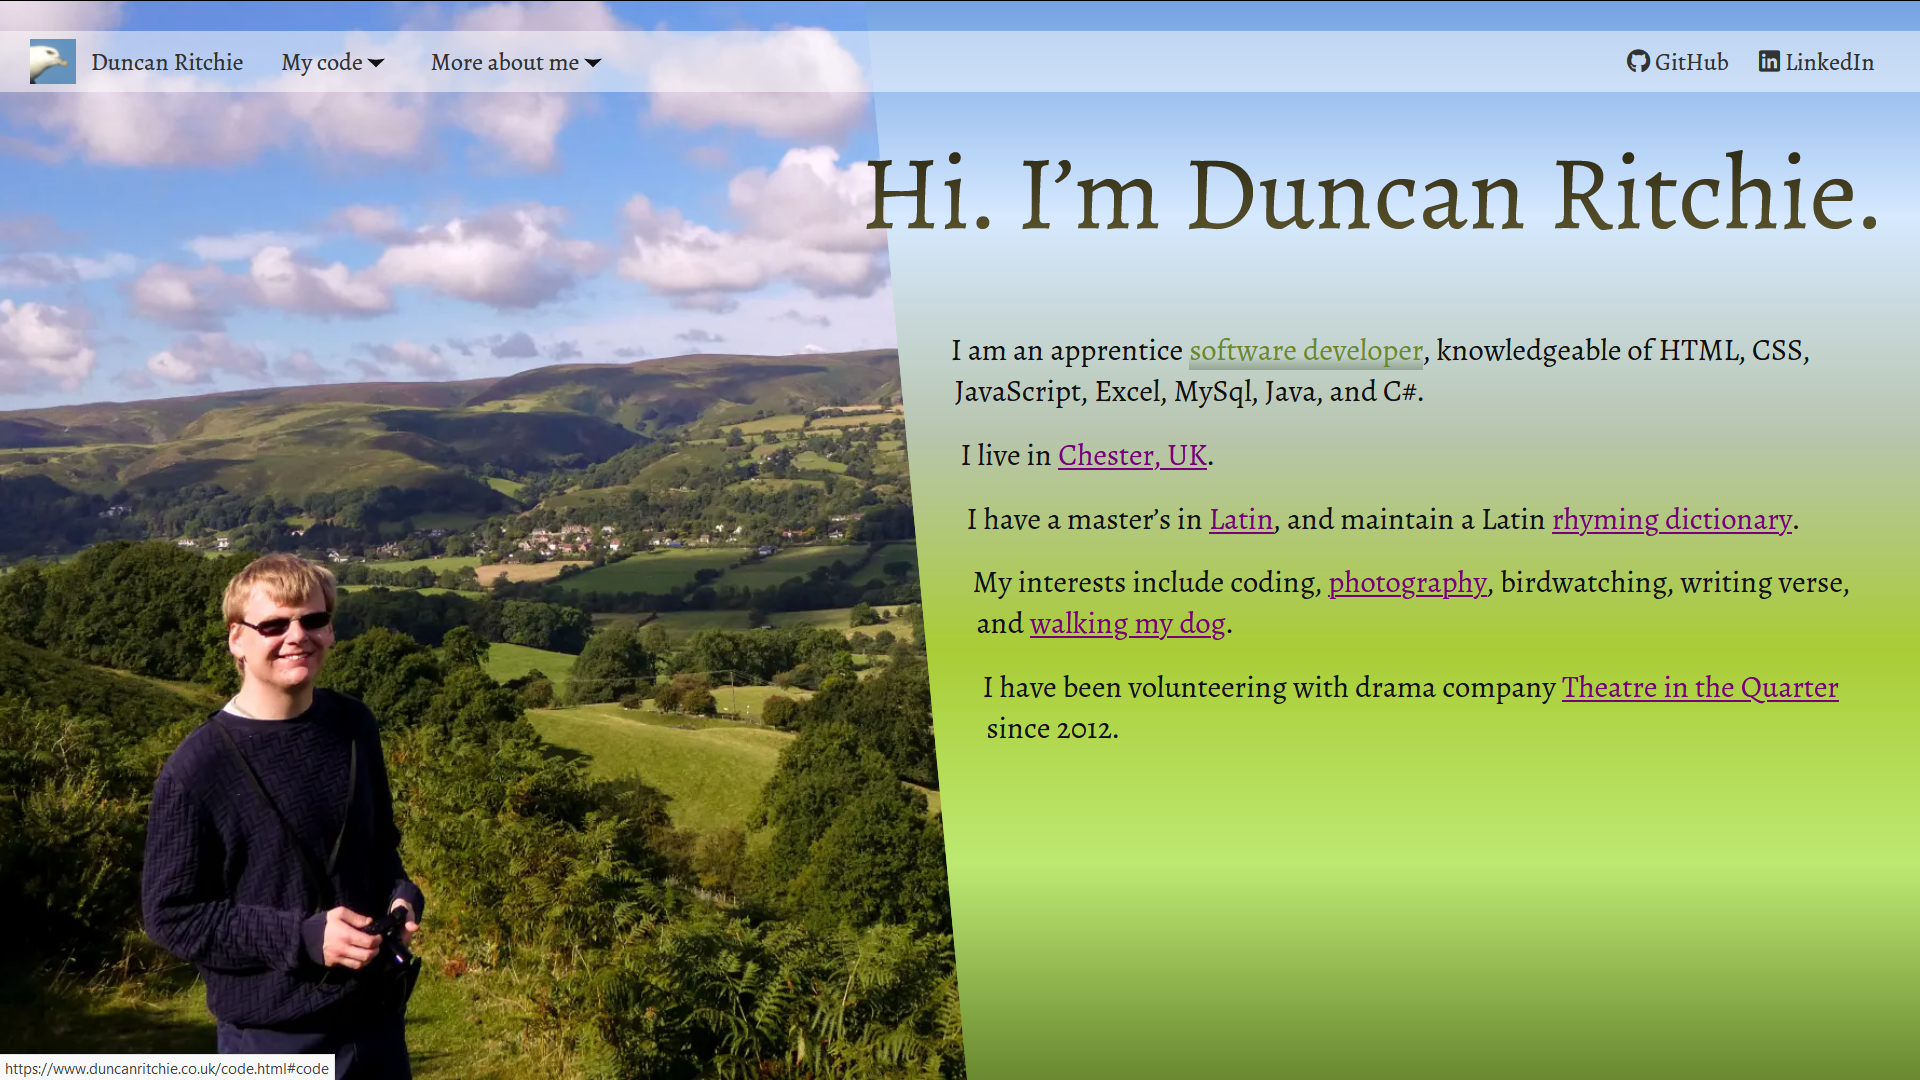 Duncan Ritchie My code More about me GitHub LinkedIn
Hi. I’m Duncan Ritchie.
I am an apprentice software developer, knowledgeable of HTML, CSS,
JavaScript, Excel, MySql, Java, and C#.
I live in Chester, UK.
I have a master’s in Latin, and maintain a Latin rhyming dictionary.
My interests include coding, photography, birdwatching, writing verse,
and walking my dog.
I have been volunteering with drama company Theatre in the Quarter
since 2012.
https://www.duncanritchie.co.uk/code.html#code